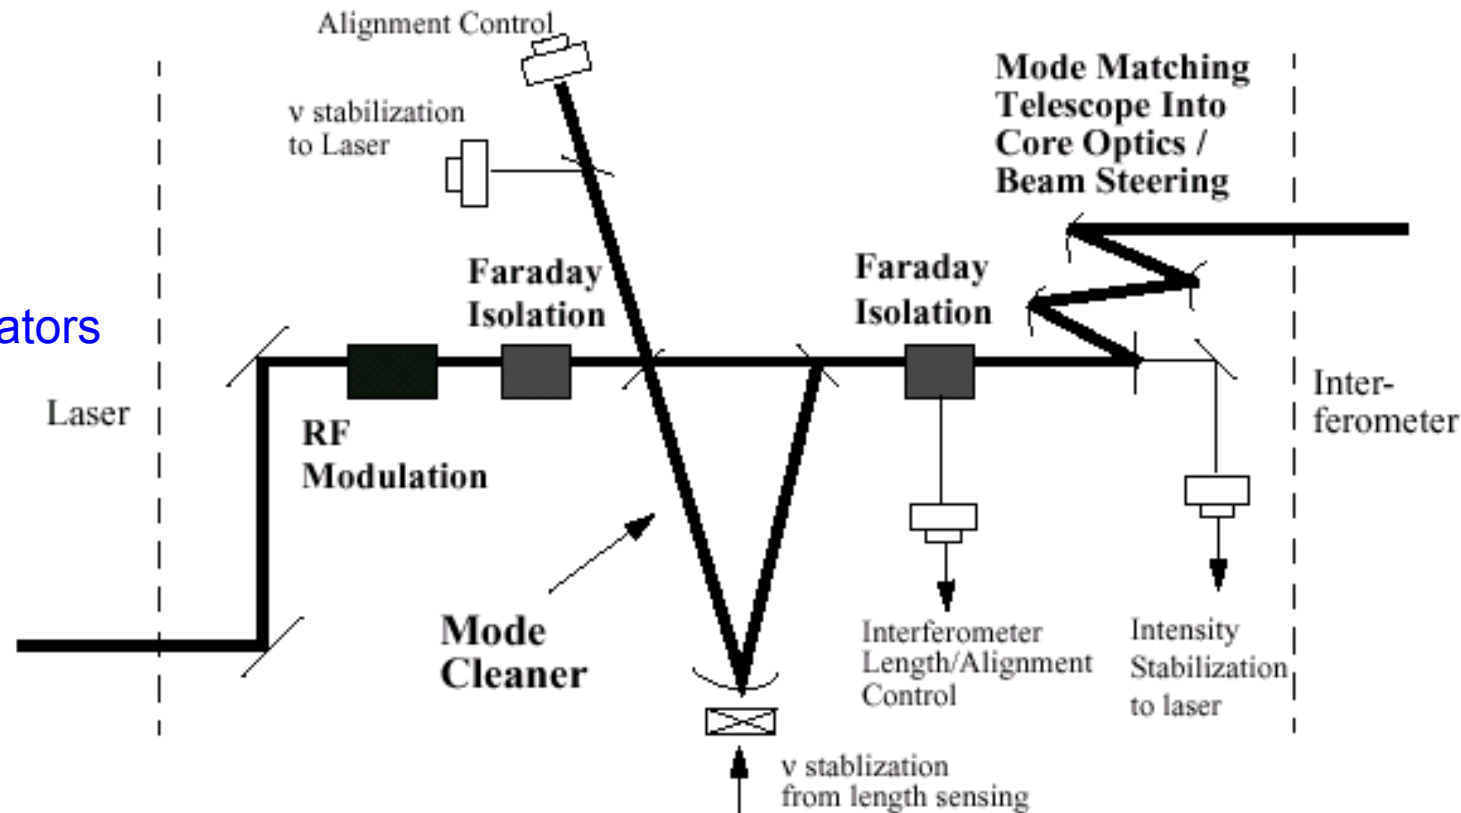 Alignment Control
ν stabilization
to Laser
Mode Matching
Telescope Into
Core Optics /
Beam Steering
Faraday
Isolation
Faraday
Isolation
ators
Laser
RF
Modulation
Inter-
ferometer
Mode
Cleaner
Interferometer
Length/Alignment
Control
Intensity
Stabilization
to laser
ν stablization
from length sensing